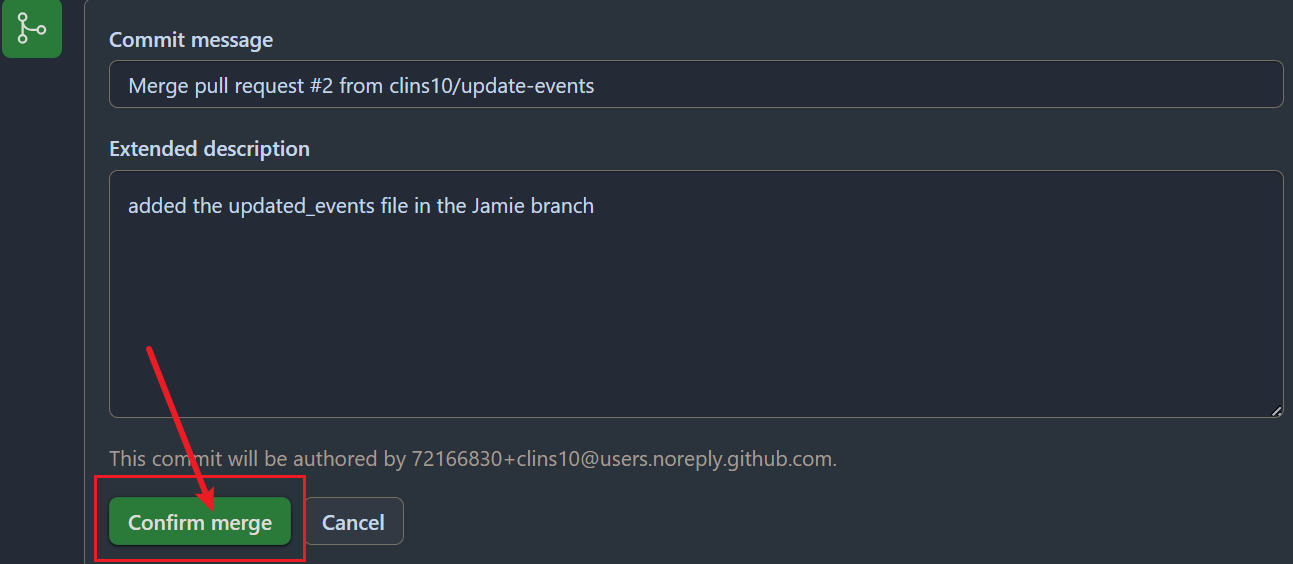 Commit message
Merge pull request #2 from clins10/update-events
Extended description
added the updated_events file in the Jamie branch
This commit will be authored by 72166830+clins10@users.noreply.github.com.
Confirm merge
Cancel